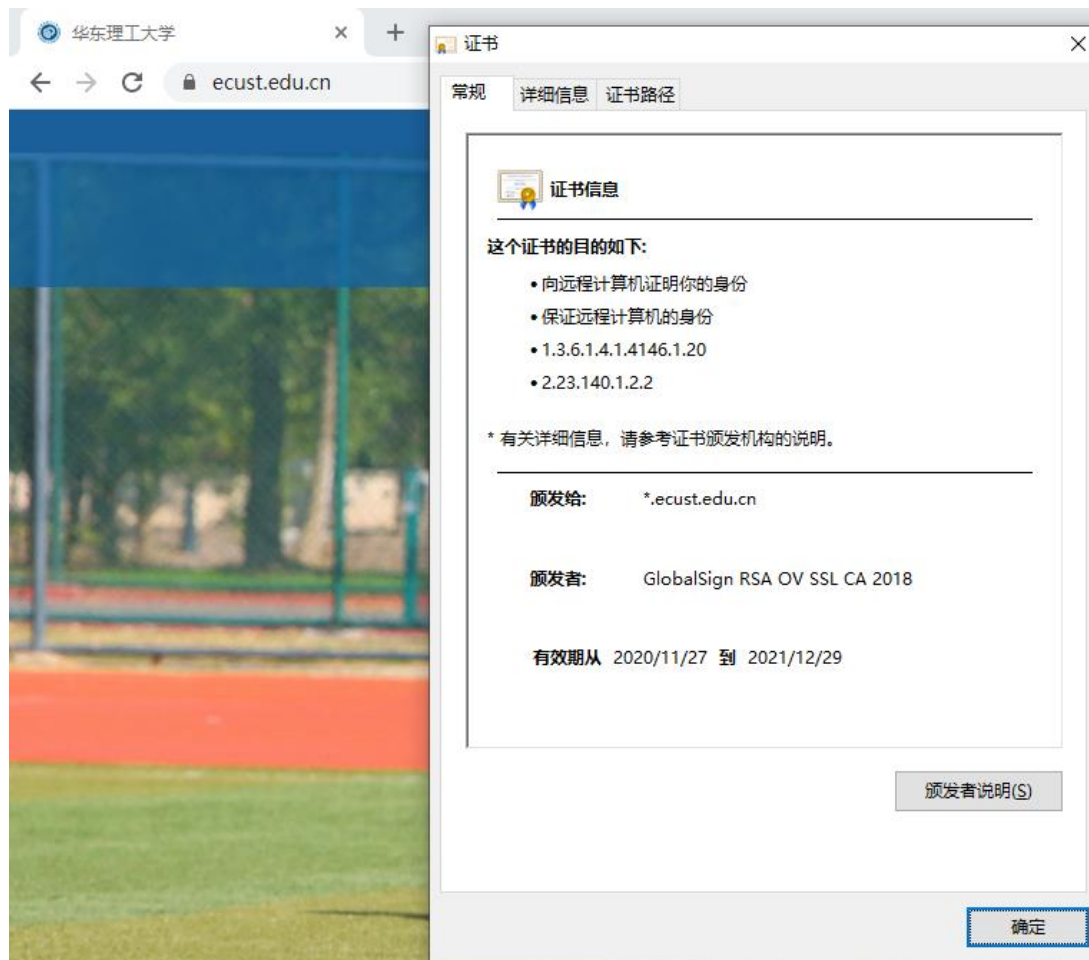 华东理工大学
ecust.edu.cn
证书
常规 详细信息 证书路径
证书信息
这个证书的目的如下:
• 向远程计算机证明你的身份
• 保证远程计算机的身份
• 1.3.6.1.4.1.4146.1.20
• 2.23.140.1.2.2
* 有关详细信息，请参考证书颁发机构的说明。
颁发给: *.ecust.edu.cn
颁发者: GlobalSign RSA OV SSL CA 2018
有效期从 2020/11/27 到 2021/12/29
颁发者说明(S)
确定